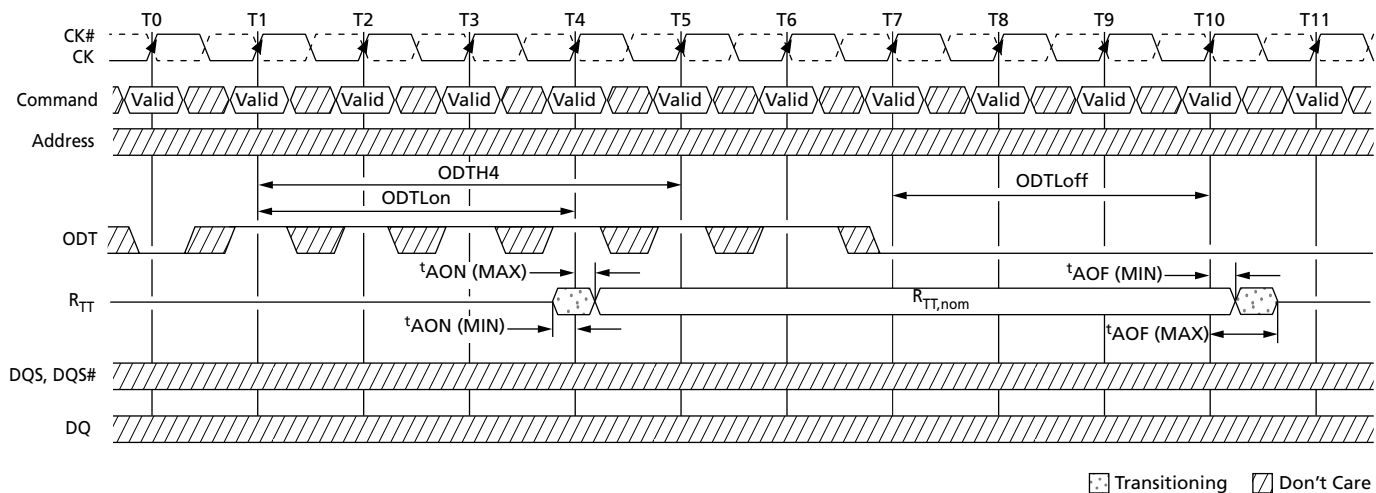 T0 T1 T2 T3 T4 T5 T6 T7 T8 T9 T10 T11
CK#
CK
Command Valid Valid Valid Valid Valid Valid Valid Valid Valid Valid Valid Valid
Address
ODTH4
ODTLoff
ODTLon
ODT
tAON (MAX)
tAOF (MIN)
RTT
RTT,nom
tAON (MIN)
tAOF (MAX)
DQS, DQS#
DQ
Transitioning Don't Care